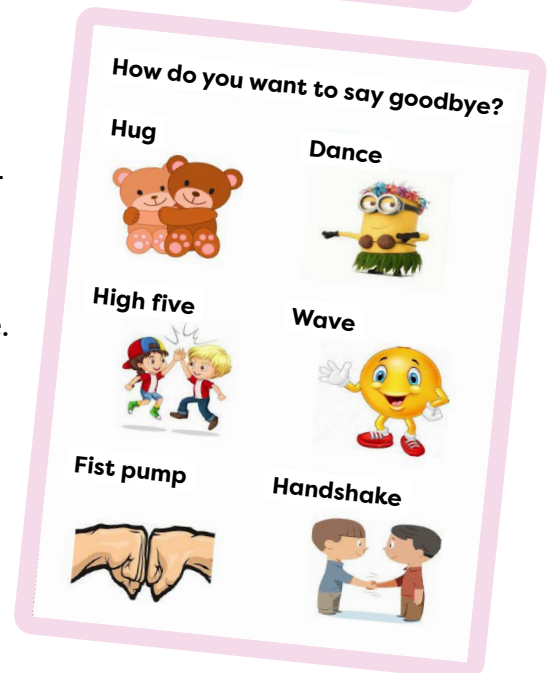 How do you want to say goodbye?
Hug
Dance
High five
Wave
Fist pump
Handshake